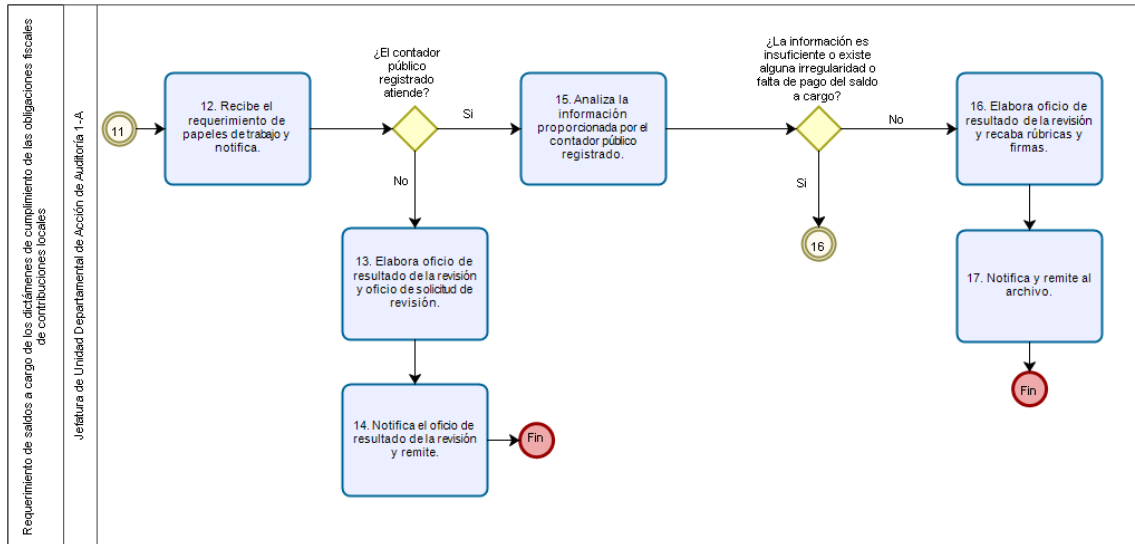 Requerimiento de saldos a cargo de los dictámenes de cumplimiento de las obligaciones fiscales
de contribuciones locales
Jefatura de Unidad Departamental de Acción de Auditoría 1-A
11
12. Recibe el
requerimiento de
papeles de trabajo y
notifica.
¿El contador
público
registrado
atiende?
Si
No
13. Elabora oficio de
resultado de la revisión
y oficio de solicitud de
revisión.
14. Notifica el oficio de
resultado de la revisión
y remite.
Fin
15. Analiza la
información
proporcionada por el
contador público
registrado.
¿La información es
insuficiente o existe
alguna irregularidad o
falta de pago del saldo
a cargo?
No
Si
16
16. Elabora oficio de
resultado de la revisión
y recaba rúbricas y
firmas.
17. Notifica y remite al
archivo.
Fin